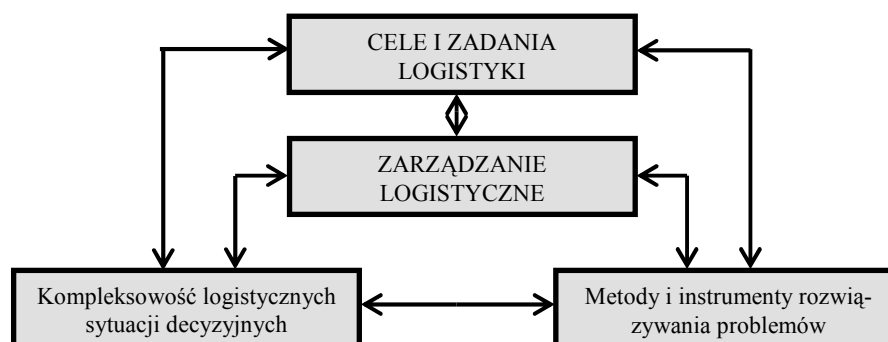 CELE I ZADANIA
LOGISTYKI
ZARZĄDZANIE
LOGISTYCZNE
Kompleksowość logistycznych
sytuacji decyzyjnych
Metody i instrumenty rozwią-
zywania problemów